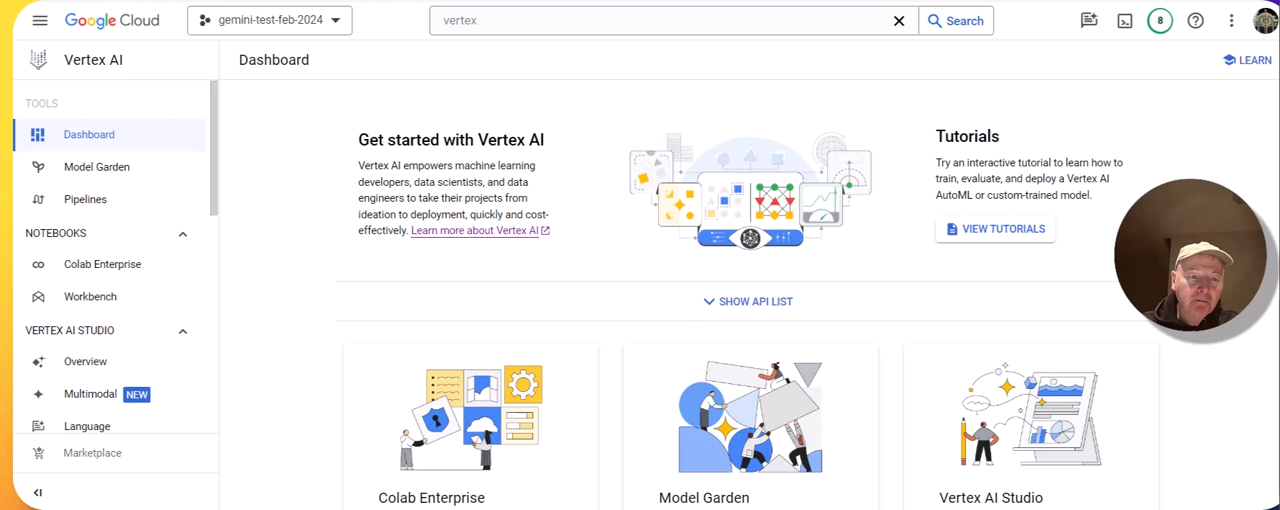 Google Cloud
gemini-test-feb-2024
vertex
Search
8
Vertex AI
Dashboard
LEARN
TOOLS
Dashboard
Model Garden
Pipelines
NOTEBOOKS
Colab Enterprise
Workbench
VERTEX AI STUDIO
Overview
Multimodal NEW
Language
Marketplace
Get started with Vertex AI
Vertex AI empowers machine learning
developers, data scientists, and data
engineers to take their projects from
ideation to deployment, quickly and cost-
effectively. Learn more about Vertex AI
Tutorials
Try an interactive tutorial to learn how to
train, evaluate, and deploy a Vertex AI
AutoML or custom-trained model.
VIEW TUTORIALS
SHOW API LIST
Colab Enterprise
Model Garden
Vertex AI Studio